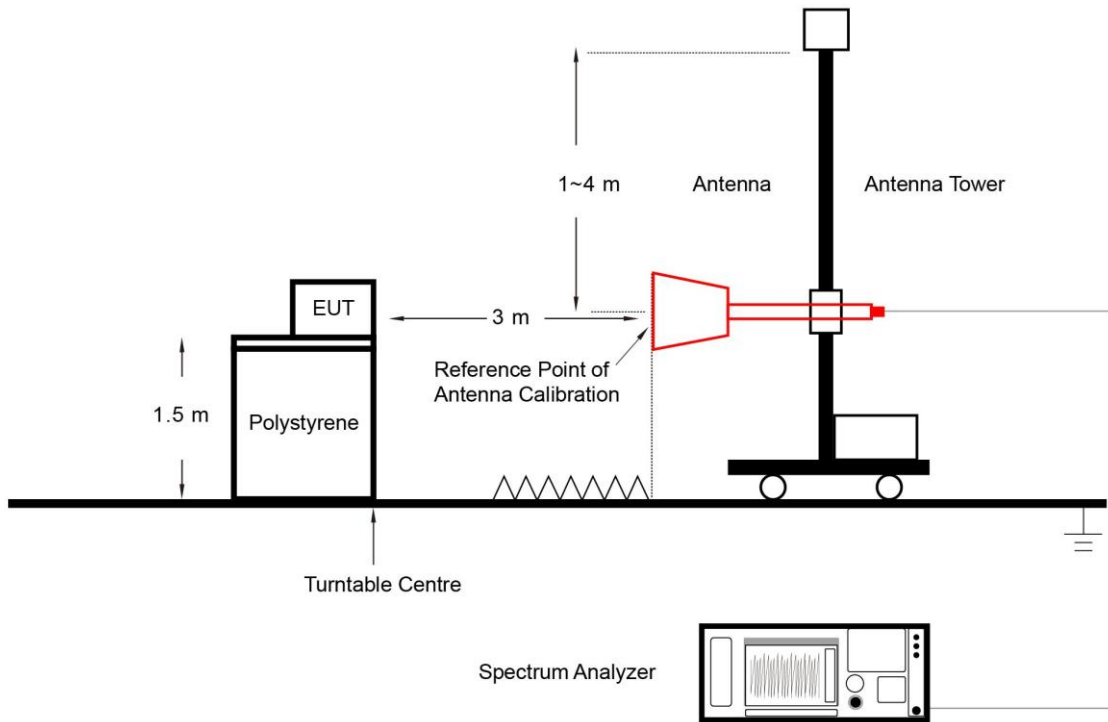 1~4 m
Antenna
Antenna Tower
EUT
3 m
Reference Point of
Antenna Calibration
1.5 m
Polystyrene
Turntable Centre
Spectrum Analyzer